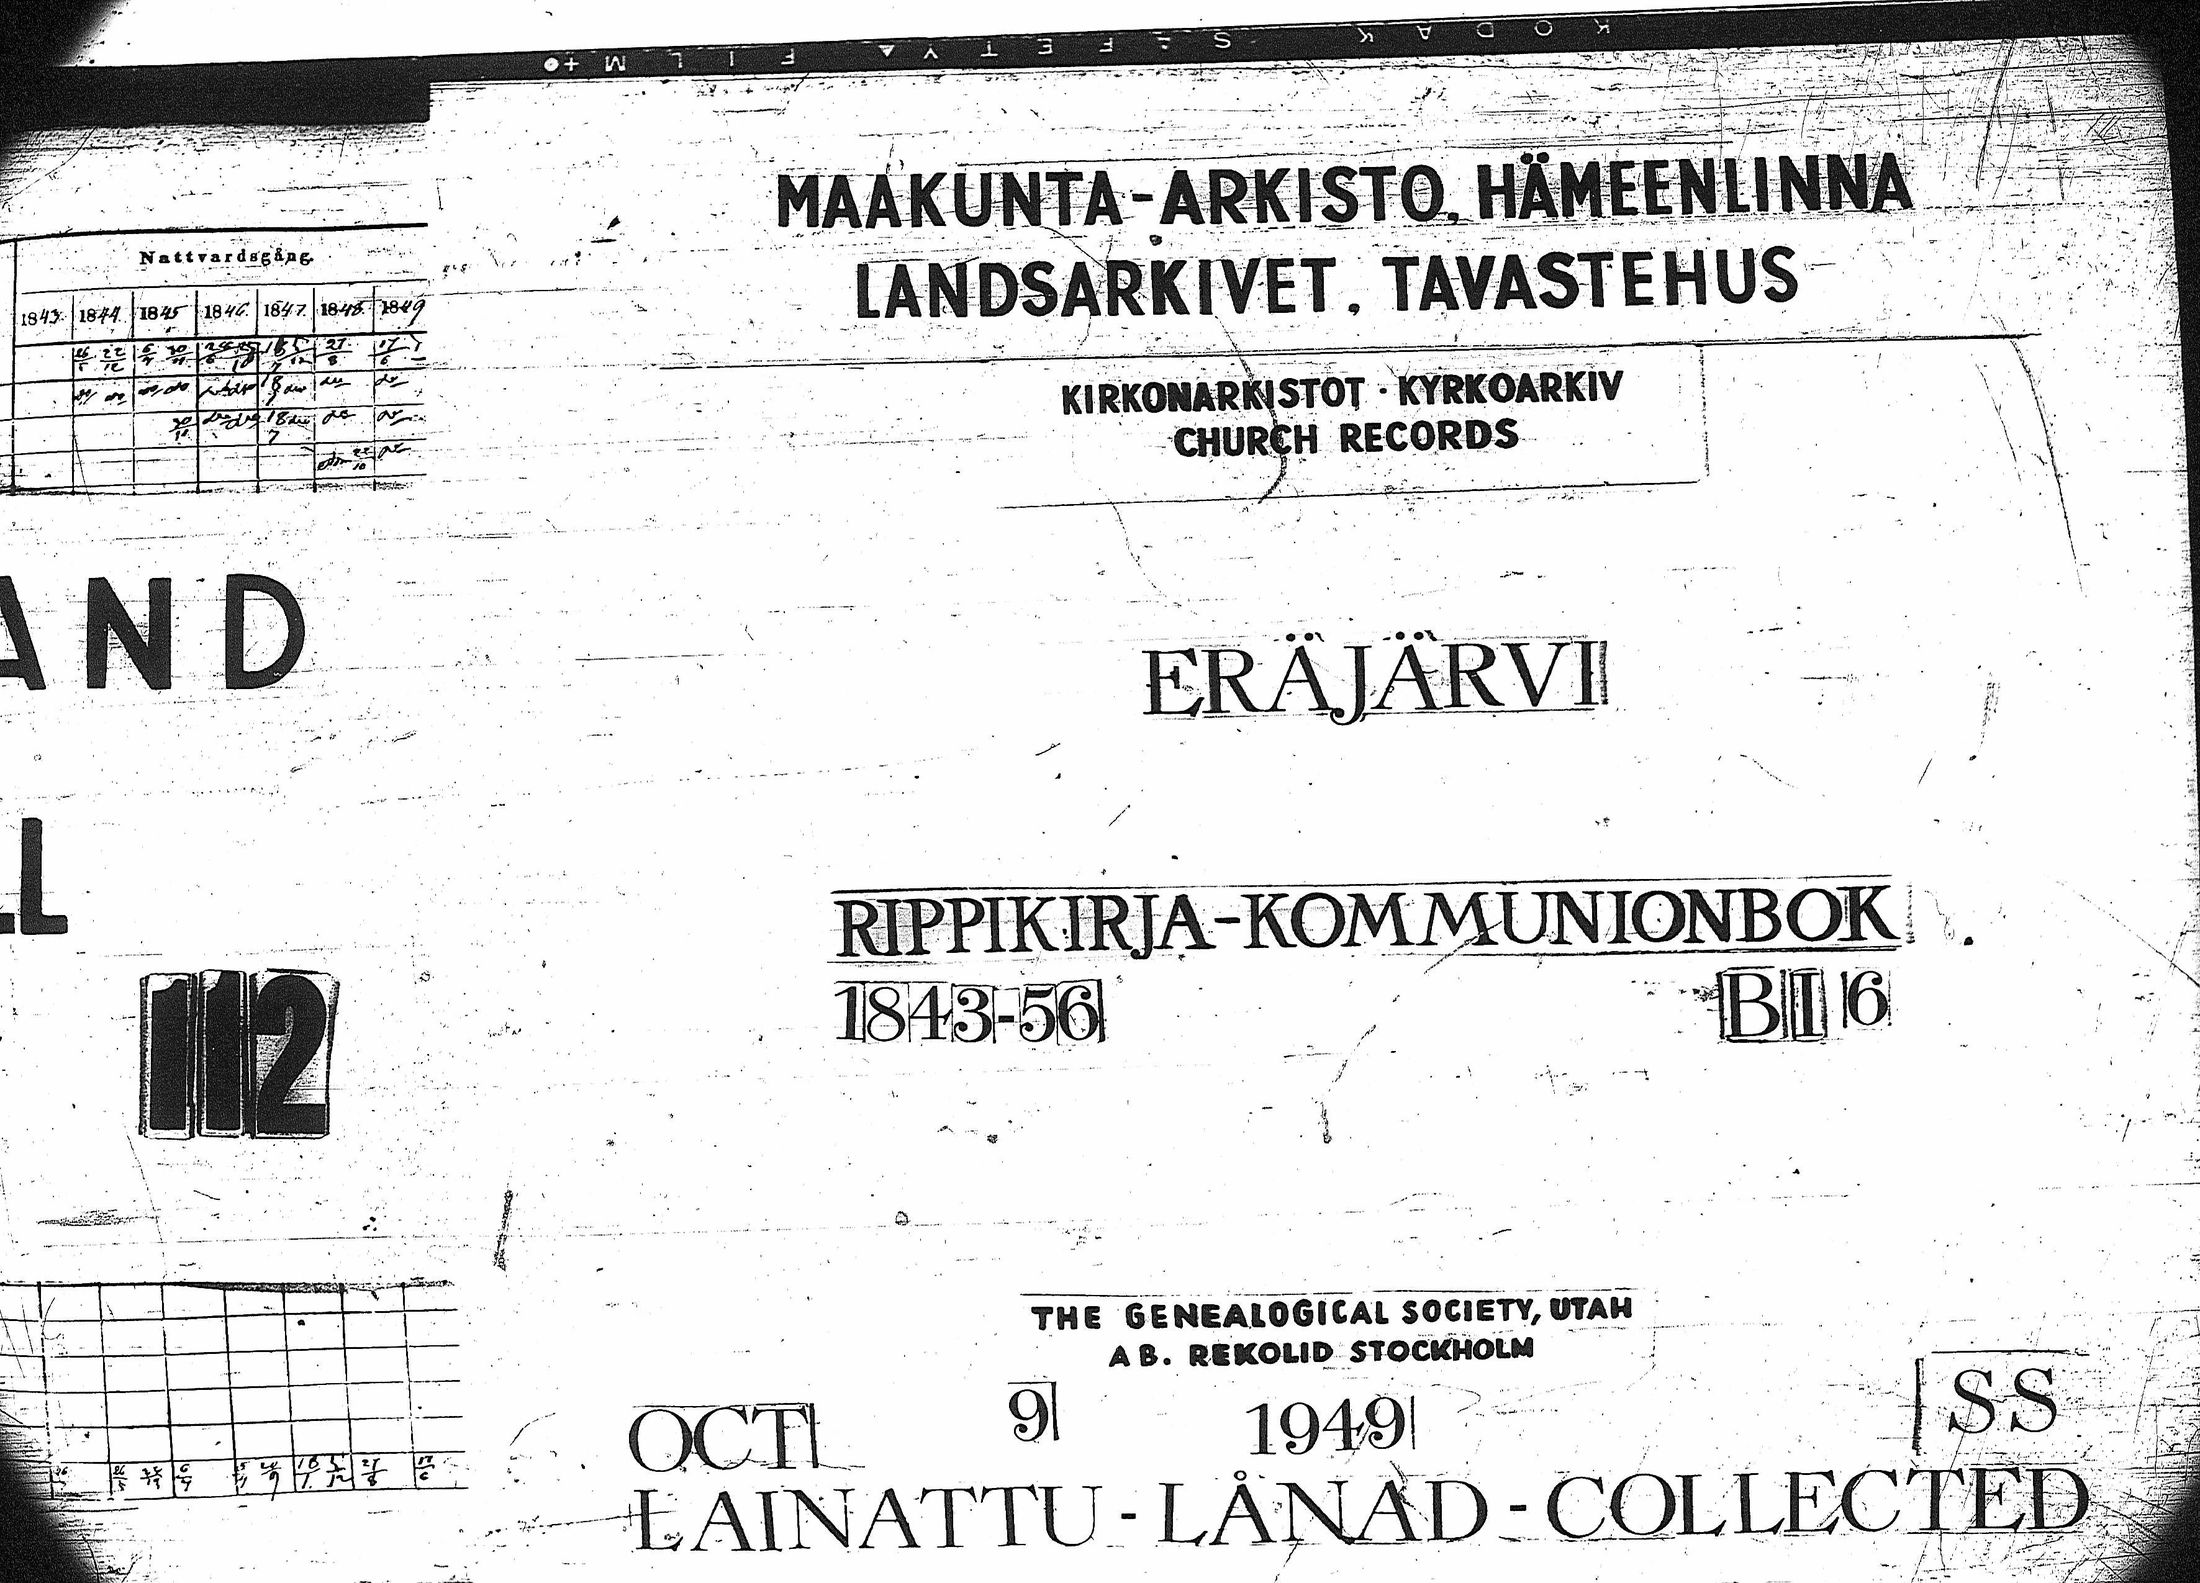 KODAK SAFETY FILM
MAAKUNTA-ARKISTO, HÄMEENLINNA
LANDSARKIVET, TAVASTEHUS
KIRKONARKISTOT · KYRKOARKIV
CHURCH RECORDS
ERÄJÄRVI
RIPPIKIRJA-KOMMUNIONBOK
1843-56 BI 6
THE GENEALOGICAL SOCIETY, UTAH
AB. REKOLID STOCKHOLM
OCT 9 1949 SS
LAINATTU - LÅNAD - COLLECTED
Nattvardsgång.
1843. 1844. 1845 1846. 1847. 1848. 1849
AND
LL
112